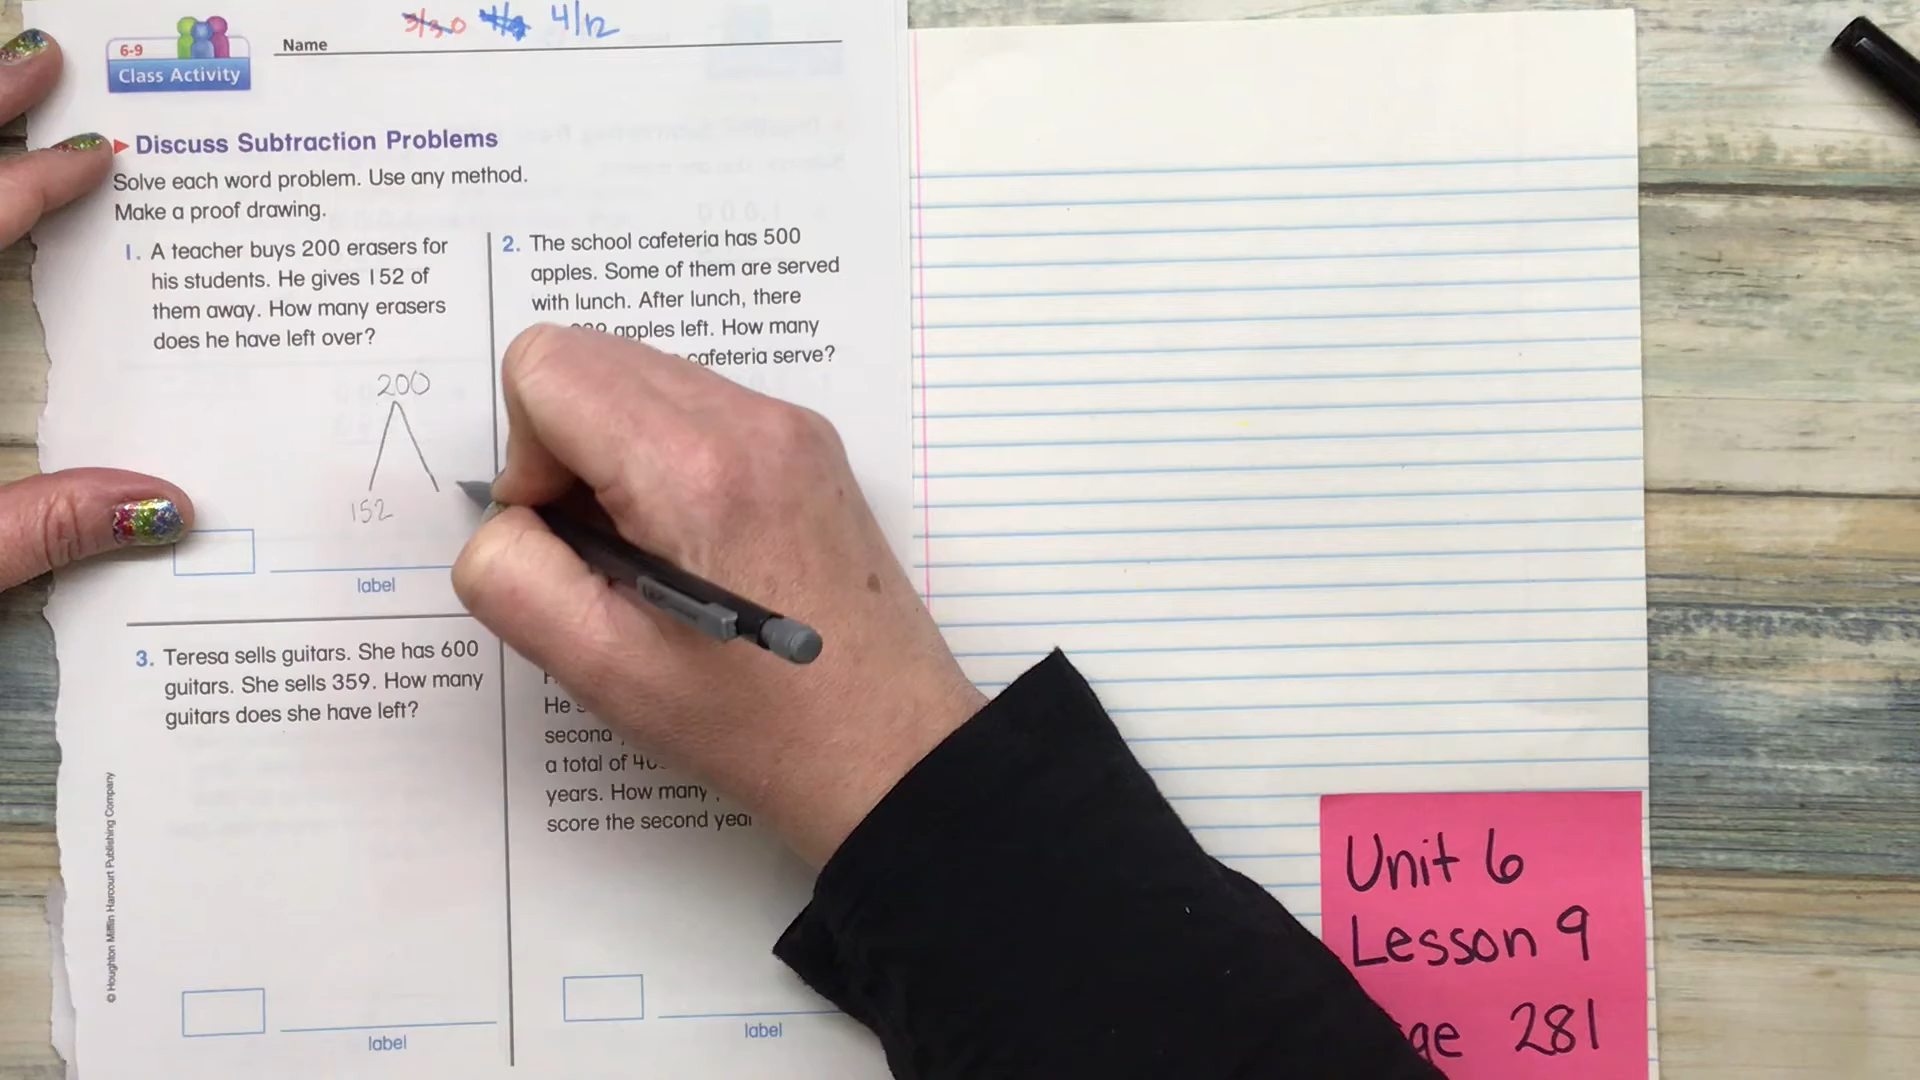 6-9
Class Activity
Name
3/30 4/12
Discuss Subtraction Problems
Solve each word problem. Use any method.
Make a proof drawing.
1. A teacher buys 200 erasers for
his students. He gives 152 of
them away. How many erasers
does he have left over?
200
152
label
2. The school cafeteria has 500
apples. Some of them are served
with lunch. After lunch, there
apples left. How many
cafeteria serve?
3. Teresa sells guitars. She has 600
guitars. She sells 359. How many
guitars does she have left?
label
He
second
a total of
years. How many
score the second year
label
© Houghton Mifflin Harcourt Publishing Company
Unit 6
Lesson 9
281